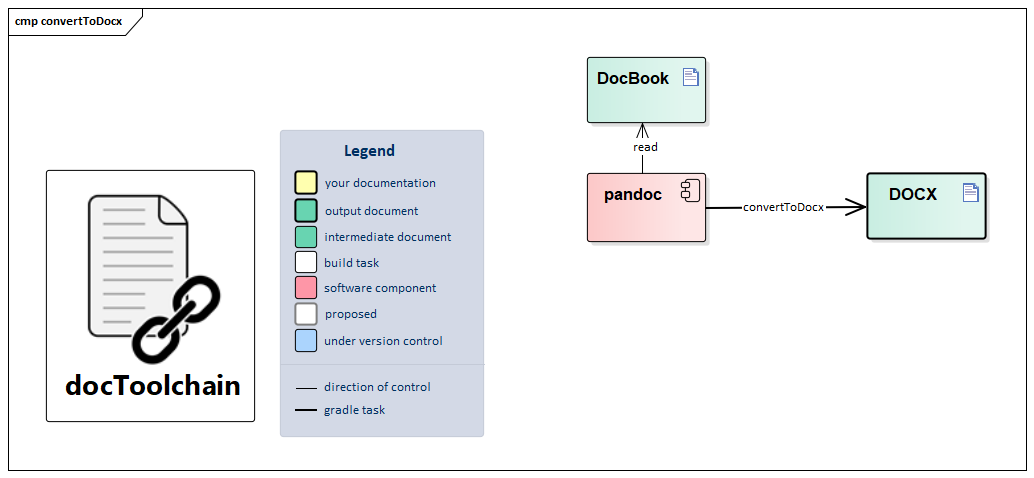 cmp convertToDocx
docToolchain
Legend
your documentation
output document
intermediate document
build task
software component
proposed
under version control
direction of control
gradle task
DocBook
read
pandoc
convertToDocx
DOCX